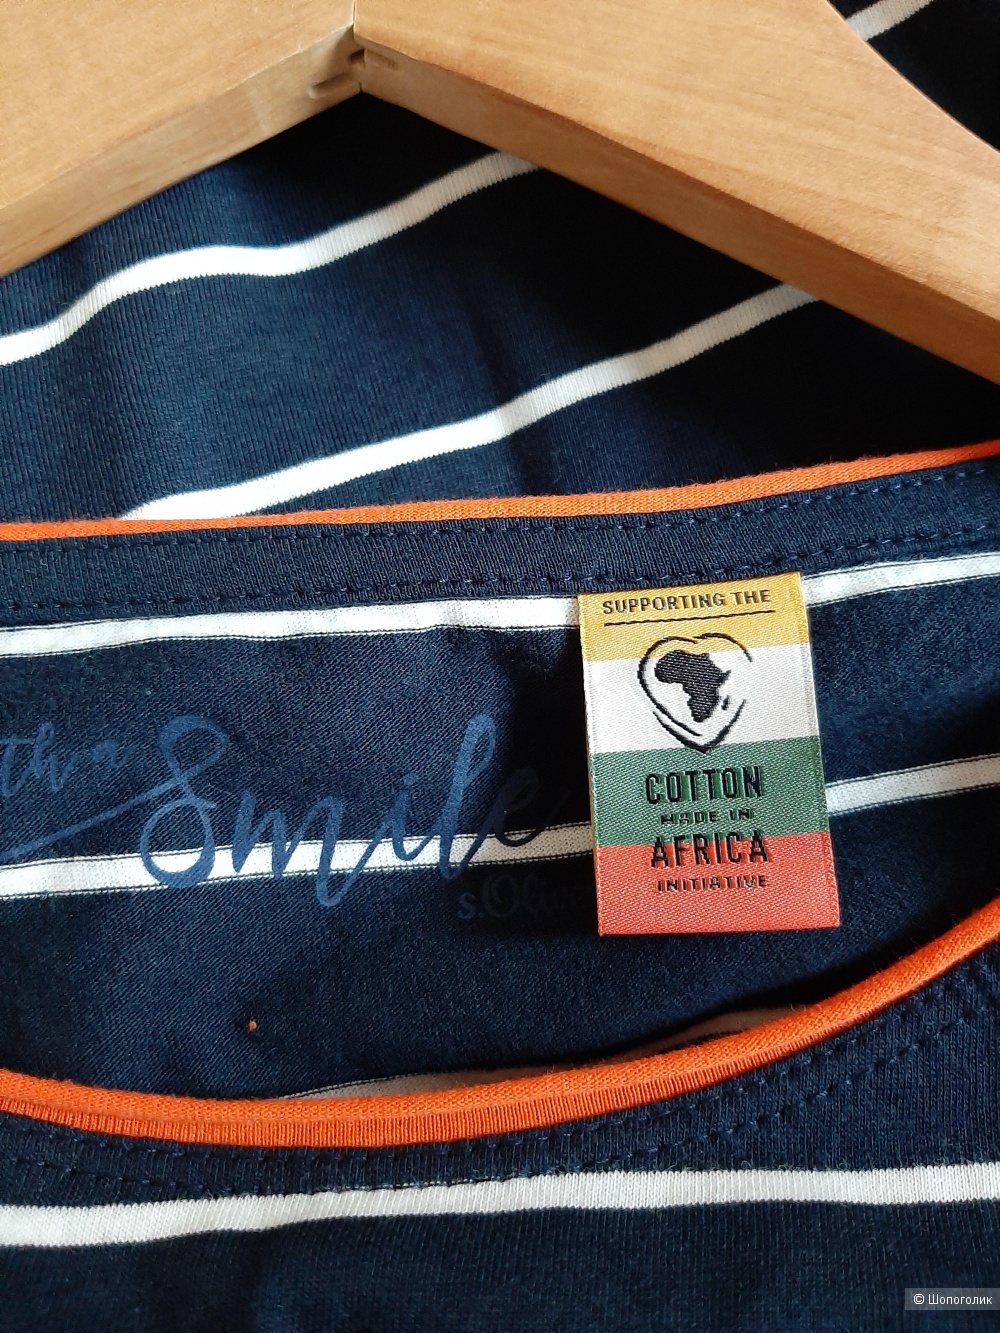 SUPPORTING THE
COTTON
MADE IN
AFRICA
INITIATIVE
Smile
© Шопоголик